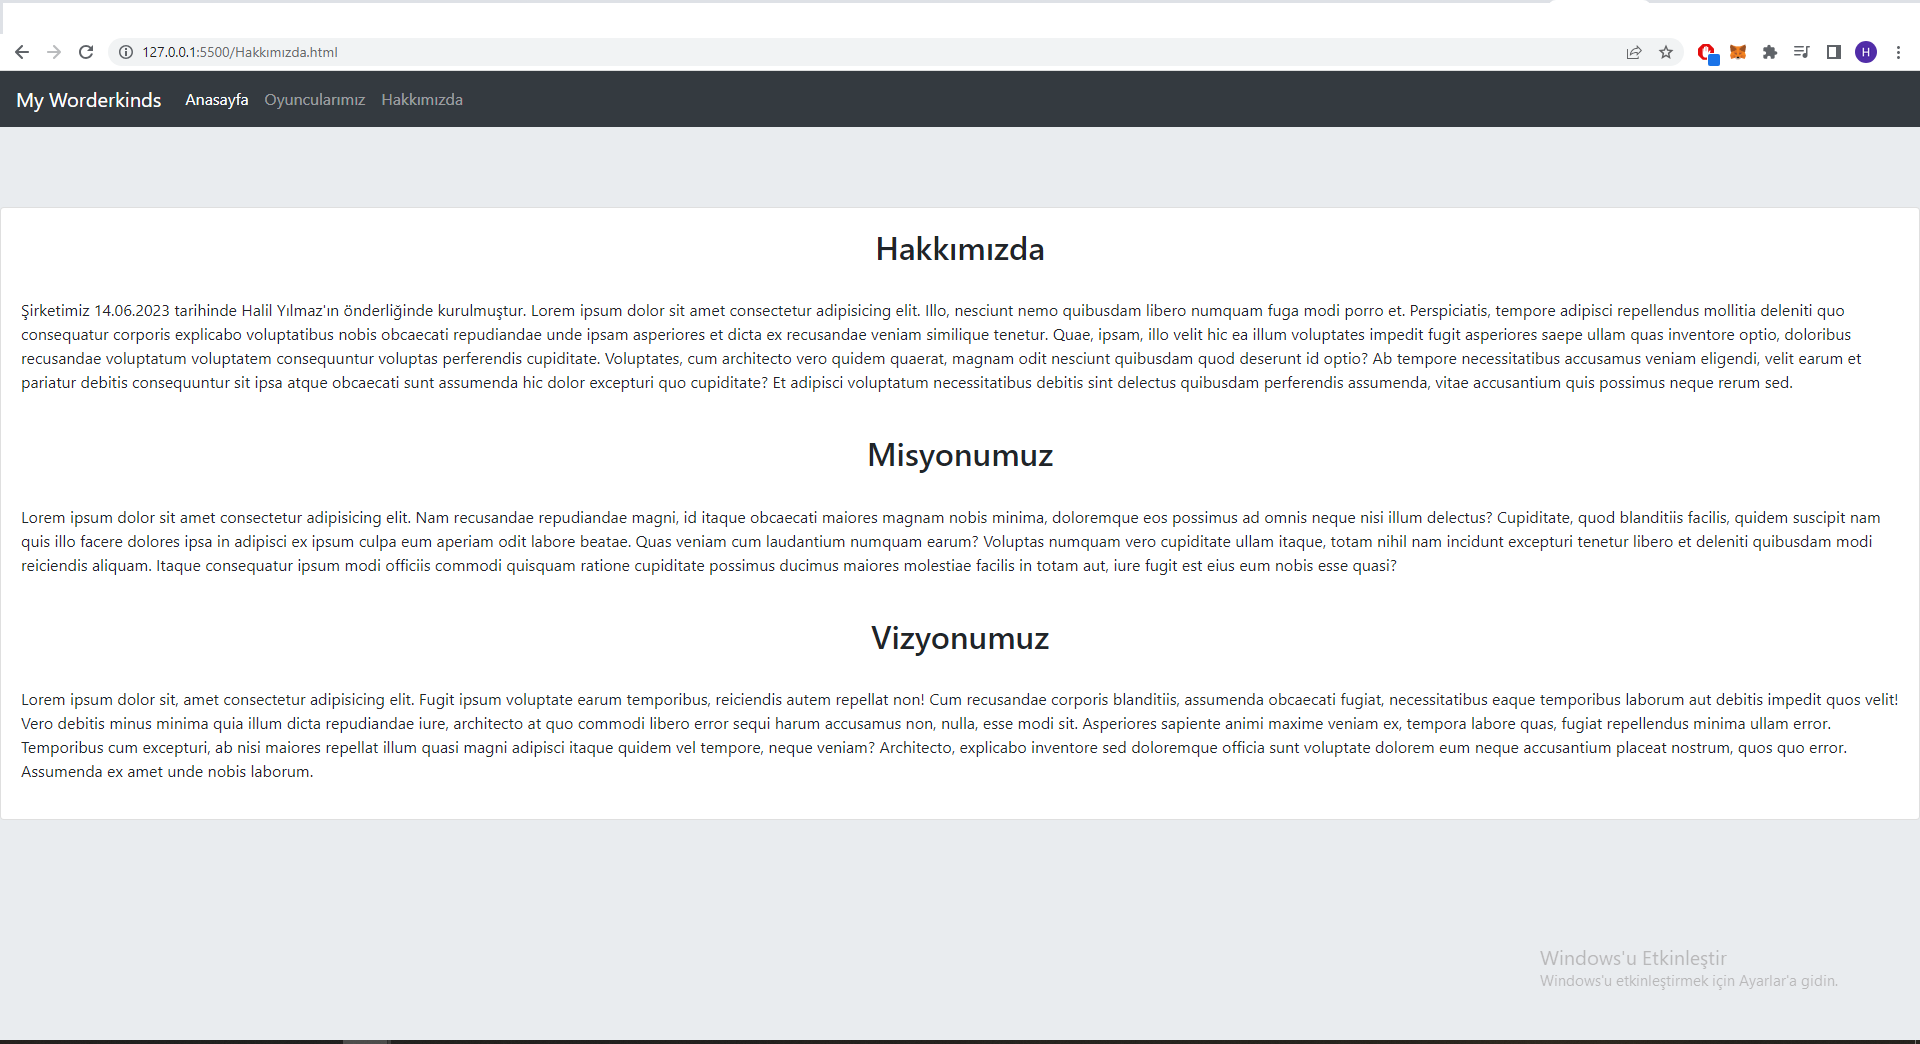 127.0.0.1:5500/Hakkımızda.html
H
My Worderkinds Anasayfa Oyuncularımız Hakkımızda
Hakkımızda
Şirketimiz 14.06.2023 tarihinde Halil Yılmaz'ın önderliğinde kurulmuştur. Lorem ipsum dolor sit amet consectetur adipisicing elit. Illo, nesciunt nemo quibusdam libero numquam fuga modi porro et. Perspiciatis, tempore adipisci repellendus mollitia deleniti quo
consequatur corporis explicabo voluptatibus nobis obcaecati repudiandae unde ipsam asperiores et dicta ex recusandae veniam similique tenetur. Quae, ipsam, illo velit hic ea illum voluptates impedit fugit asperiores saepe ullam quas inventore optio, doloribus
recusandae voluptatum voluptatem consequuntur voluptas perferendis cupiditate. Voluptates, cum architecto vero quidem quaerat, magnam odit nesciunt quibusdam quod deserunt id optio? Ab tempore necessitatibus accusamus veniam eligendi, velit earum et
pariatur debitis consequuntur sit ipsa atque obcaecati sunt assumenda hic dolor excepturi quo cupiditate? Et adipisci voluptatum necessitatibus debitis sint delectus quibusdam perferendis assumenda, vitae accusantium quis possimus neque rerum sed.
Misyonumuz
Lorem ipsum dolor sit amet consectetur adipisicing elit. Nam recusandae repudiandae magni, id itaque obcaecati maiores magnam nobis minima, doloremque eos possimus ad omnis neque nisi illum delectus? Cupiditate, quod blanditiis facilis, quidem suscipit nam
quis illo facere dolores ipsa in adipisci ex ipsum culpa eum aperiam odit labore beatae. Quas veniam cum laudantium numquam earum? Voluptas numquam vero cupiditate ullam itaque, totam nihil nam incidunt excepturi tenetur libero et deleniti quibusdam modi
reiciendis aliquam. Itaque consequatur ipsum modi officiis commodi quisquam ratione cupiditate possimus ducimus maiores molestiae facilis in totam aut, iure fugit est eius eum nobis esse quasi?
Vizyonumuz
Lorem ipsum dolor sit, amet consectetur adipisicing elit. Fugit ipsum voluptate earum temporibus, reiciendis autem repellat non! Cum recusandae corporis blanditiis, assumenda obcaecati fugiat, necessitatibus eaque temporibus laborum aut debitis impedit quos velit!
Vero debitis minus minima quia illum dicta repudiandae iure, architecto at quo commodi libero error sequi harum accusamus non, nulla, esse modi sit. Asperiores sapiente animi maxime veniam ex, tempora labore quas, fugiat repellendus minima ullam error.
Temporibus cum excepturi, ab nisi maiores repellat illum quasi magni adipisci itaque quidem vel tempore, neque veniam? Architecto, explicabo inventore sed doloremque officia sunt voluptate dolorem eum neque accusantium placeat nostrum, quos quo error.
Assumenda ex amet unde nobis laborum.
Windows'u Etkinleştir
Windows'u etkinleştirmek için Ayarlar'a gidin.